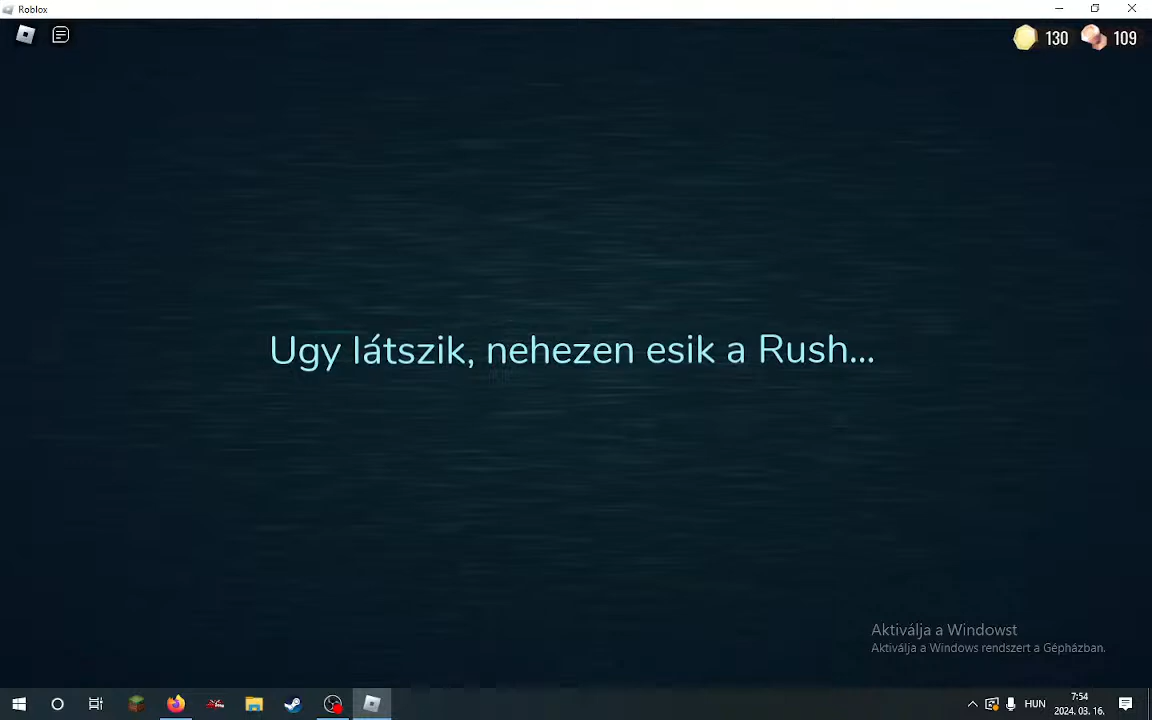 Roblox
130 109
Ugy látszik, nehezen esik a Rush...
Aktiválja a Windowst
Aktiválja a Windows rendszert a Gépházban.
HUN
7:54
2024. 03. 16.